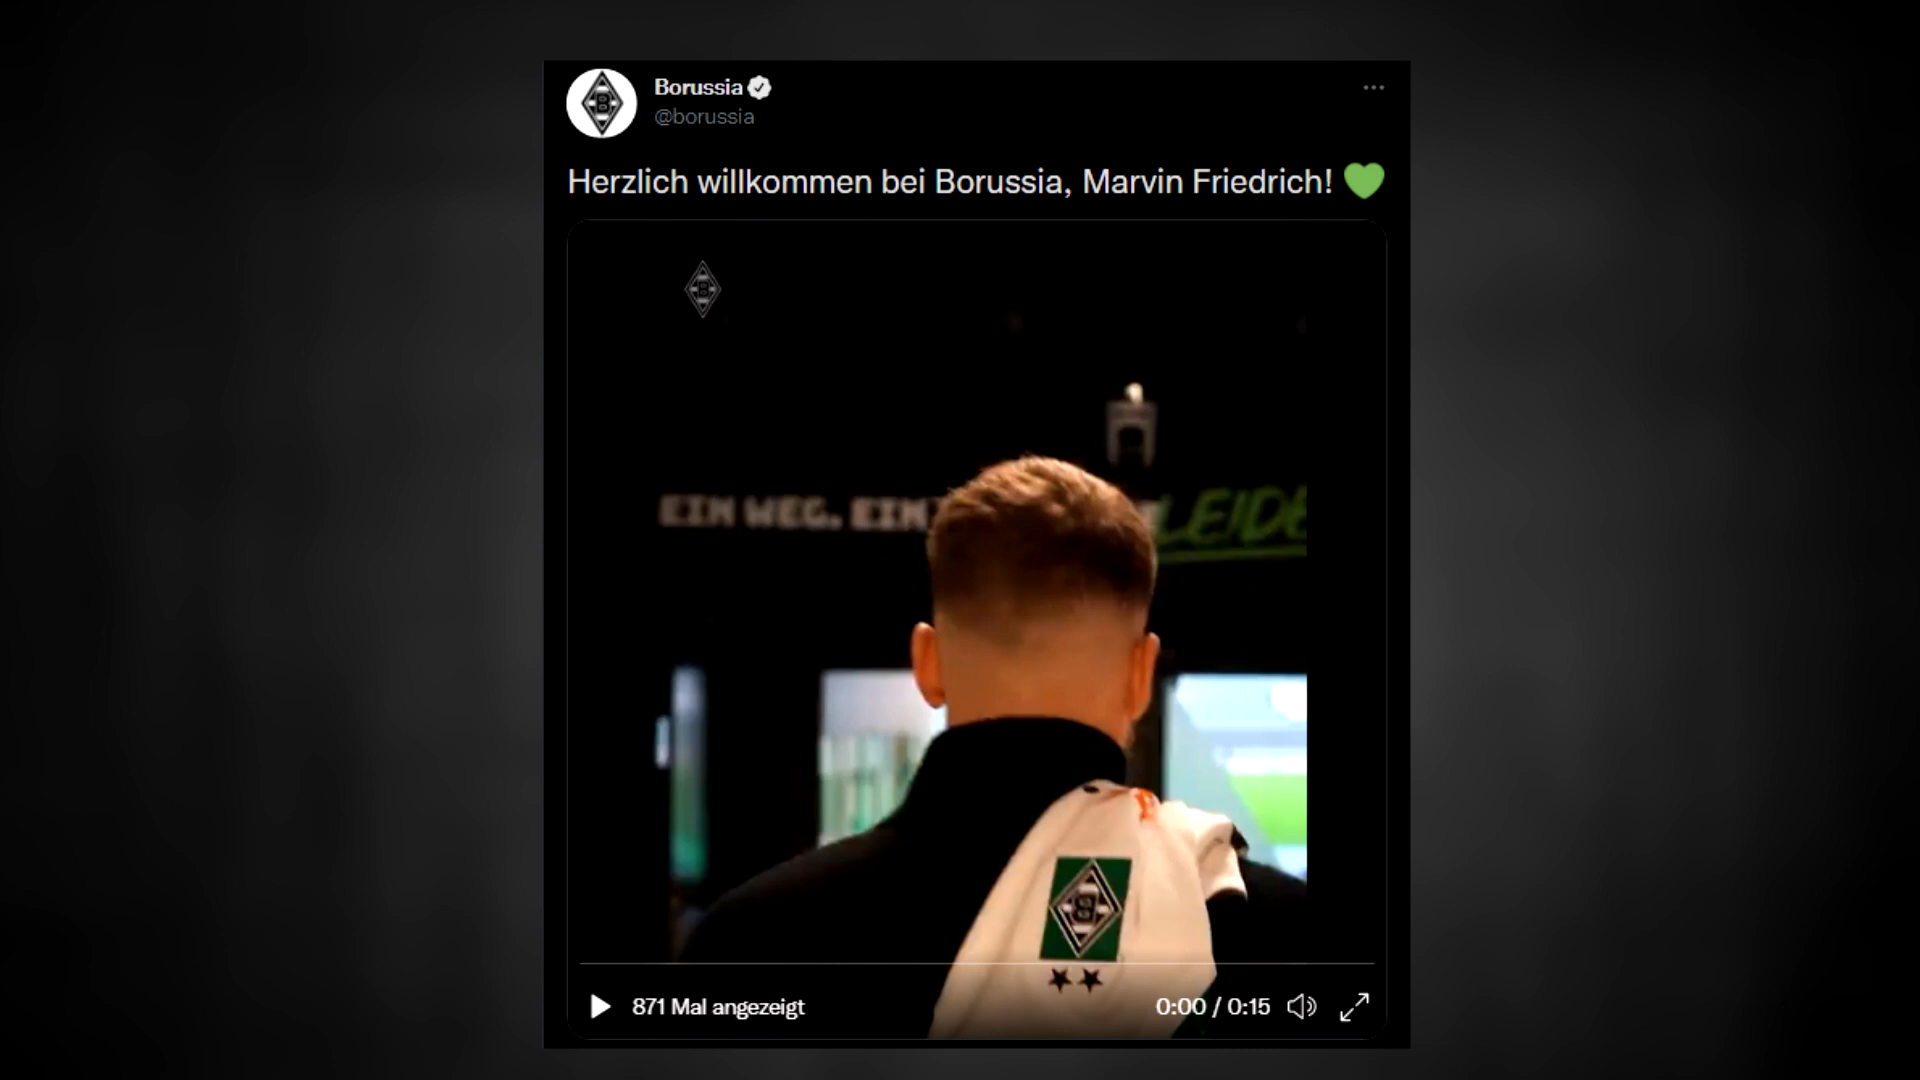 Borussia
@borussia
Herzlich willkommen bei Borussia, Marvin Friedrich! 💚
EIN WEG. EIN
LEIDE
871 Mal angezeigt
0:00 / 0:15